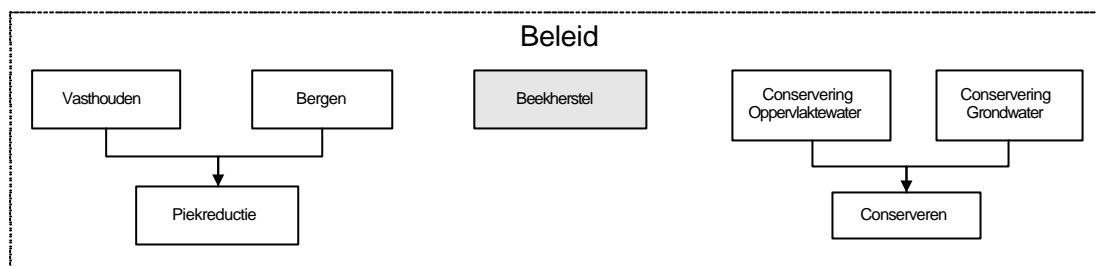 Beleid
Vasthouden
Bergen
Beekherstel
Conservering
Oppervlaktewater
Conservering
Grondwater
Piekreductie
Conserveren